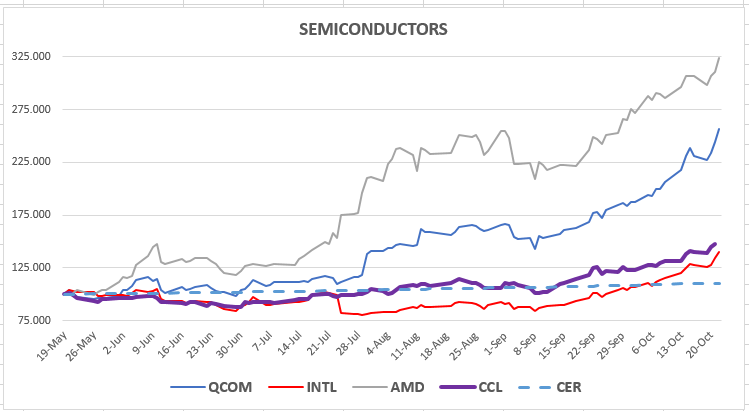 SEMICONDUCTORS
325.000
275.000
225.000
175.000
125.000
75.000
19-May
26-May
2-Jun
9-Jun
16-Jun
23-Jun
30-Jun
7-Jul
14-Jul
21-Jul
28-Jul
4-Aug
11-Aug
18-Aug
25-Aug
1-Sep
8-Sep
15-Sep
22-Sep
29-Sep
6-Oct
13-Oct
20-Oct
QCOM INTL AMD CCL CER